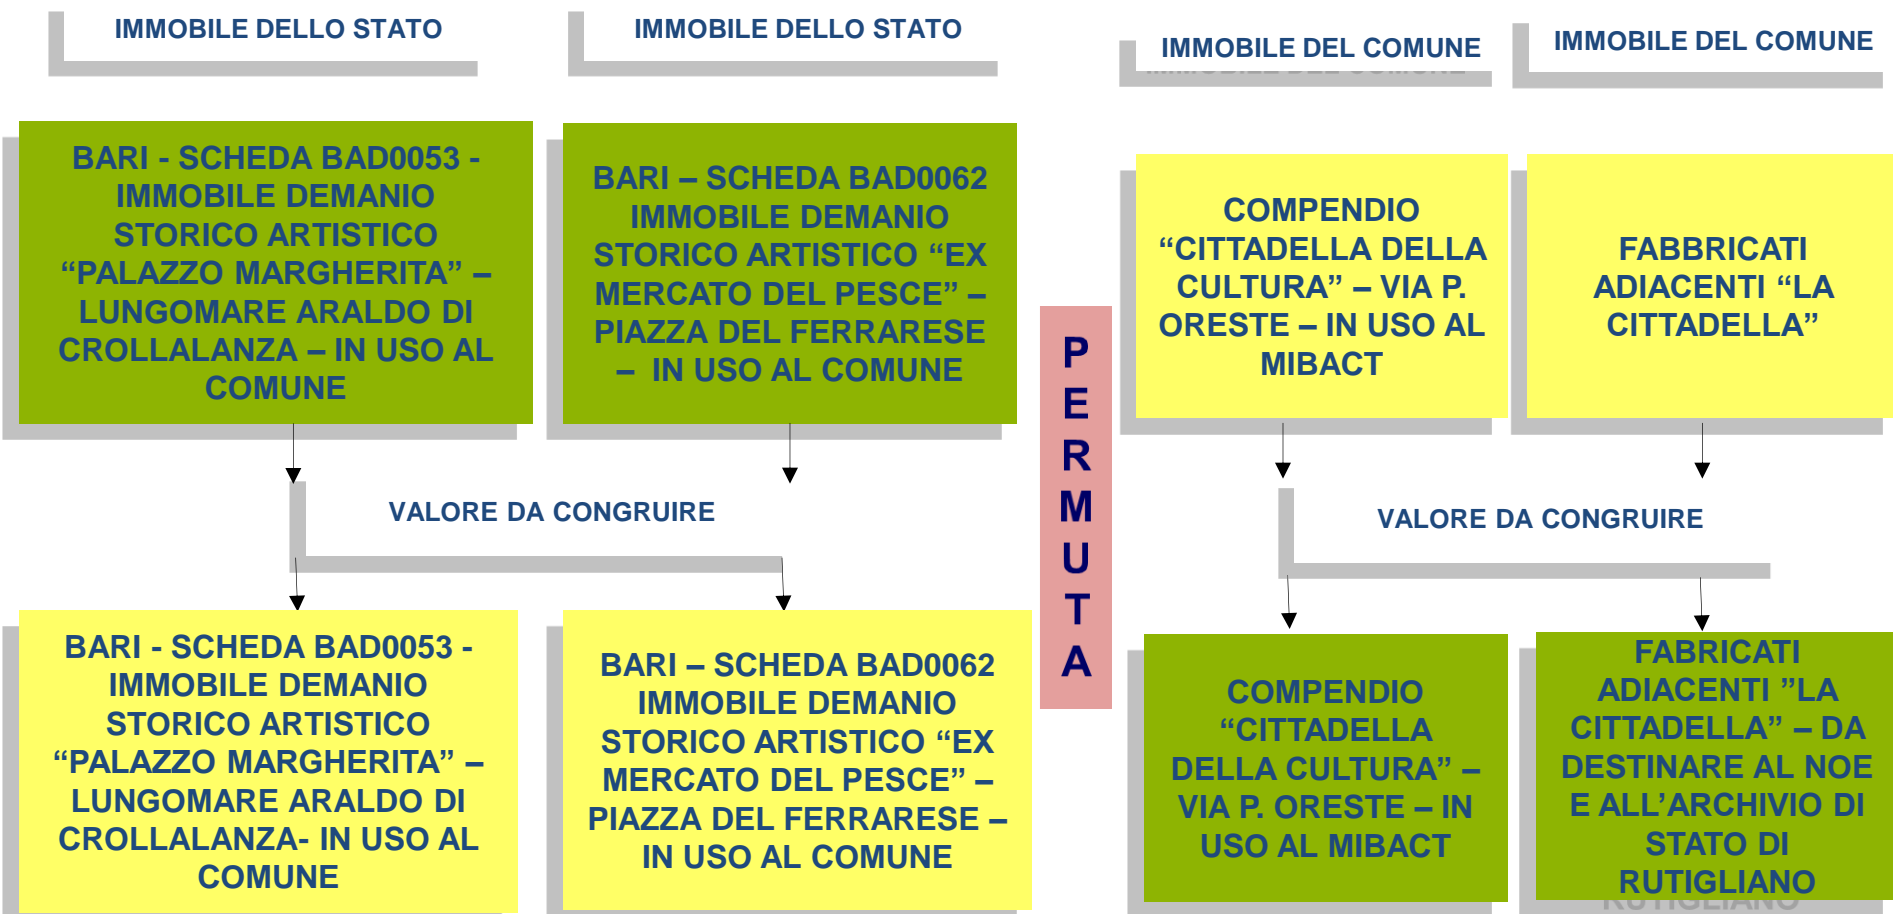 IMMOBILE DELLO STATO
IMMOBILE DELLO STATO
IMMOBILE DEL COMUNE
IMMOBILE DEL COMUNE
BARI - SCHEDA BAD0053 -
IMMOBILE DEMANIO
STORICO ARTISTICO
“PALAZZO MARGHERITA” –
LUNGOMARE ARALDO DI
CROLLALANZA – IN USO AL
COMUNE
BARI – SCHEDA BAD0062
IMMOBILE DEMANIO
STORICO ARTISTICO “EX
MERCATO DEL PESCE” –
PIAZZA DEL FERRARESE
– IN USO AL COMUNE
PERMUTA
COMPENDIO
“CITTADELLA DELLA
CULTURA” – VIA P.
ORESTE – IN USO AL
MIBACT
FABBRICATI
ADIACENTI “LA
CITTADELLA”
VALORE DA CONGRUIRE
VALORE DA CONGRUIRE
BARI - SCHEDA BAD0053 -
IMMOBILE DEMANIO
STORICO ARTISTICO
“PALAZZO MARGHERITA” –
LUNGOMARE ARALDO DI
CROLLALANZA- IN USO AL
COMUNE
BARI – SCHEDA BAD0062
IMMOBILE DEMANIO
STORICO ARTISTICO “EX
MERCATO DEL PESCE” –
PIAZZA DEL FERRARESE –
IN USO AL COMUNE
COMPENDIO
“CITTADELLA
DELLA CULTURA” –
VIA P. ORESTE – IN
USO AL MIBACT
FABRICATI
ADIACENTI ”LA
CITTADELLA” – DA
DESTINARE AL NOE
E ALL’ARCHIVIO DI
STATO DI
RUTIGLIANO